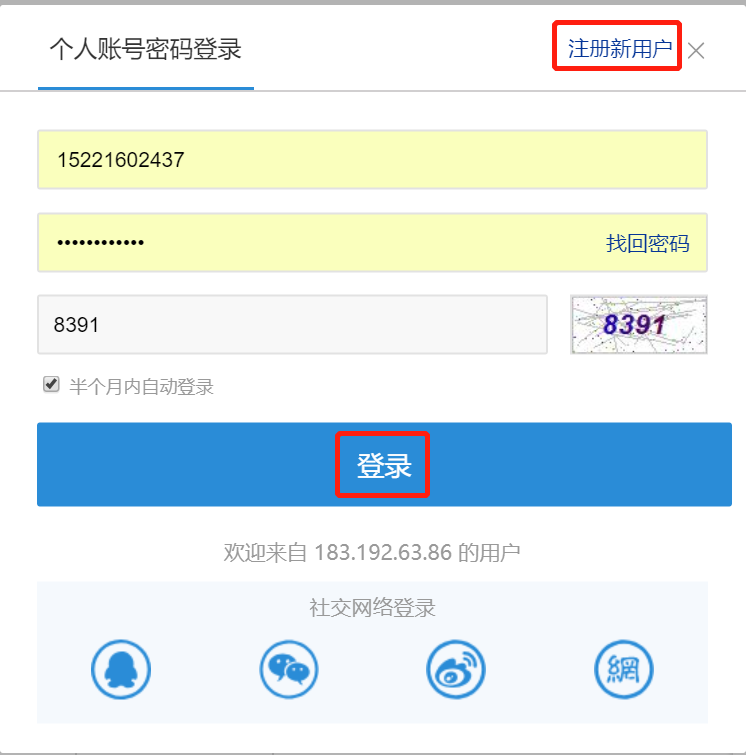 个人账号密码登录
注册新用户
15221602437
••••••••••••
找回密码
8391
8391
半个月内自动登录
登录
欢迎来自 183.192.63.86 的用户
社交网络登录
網